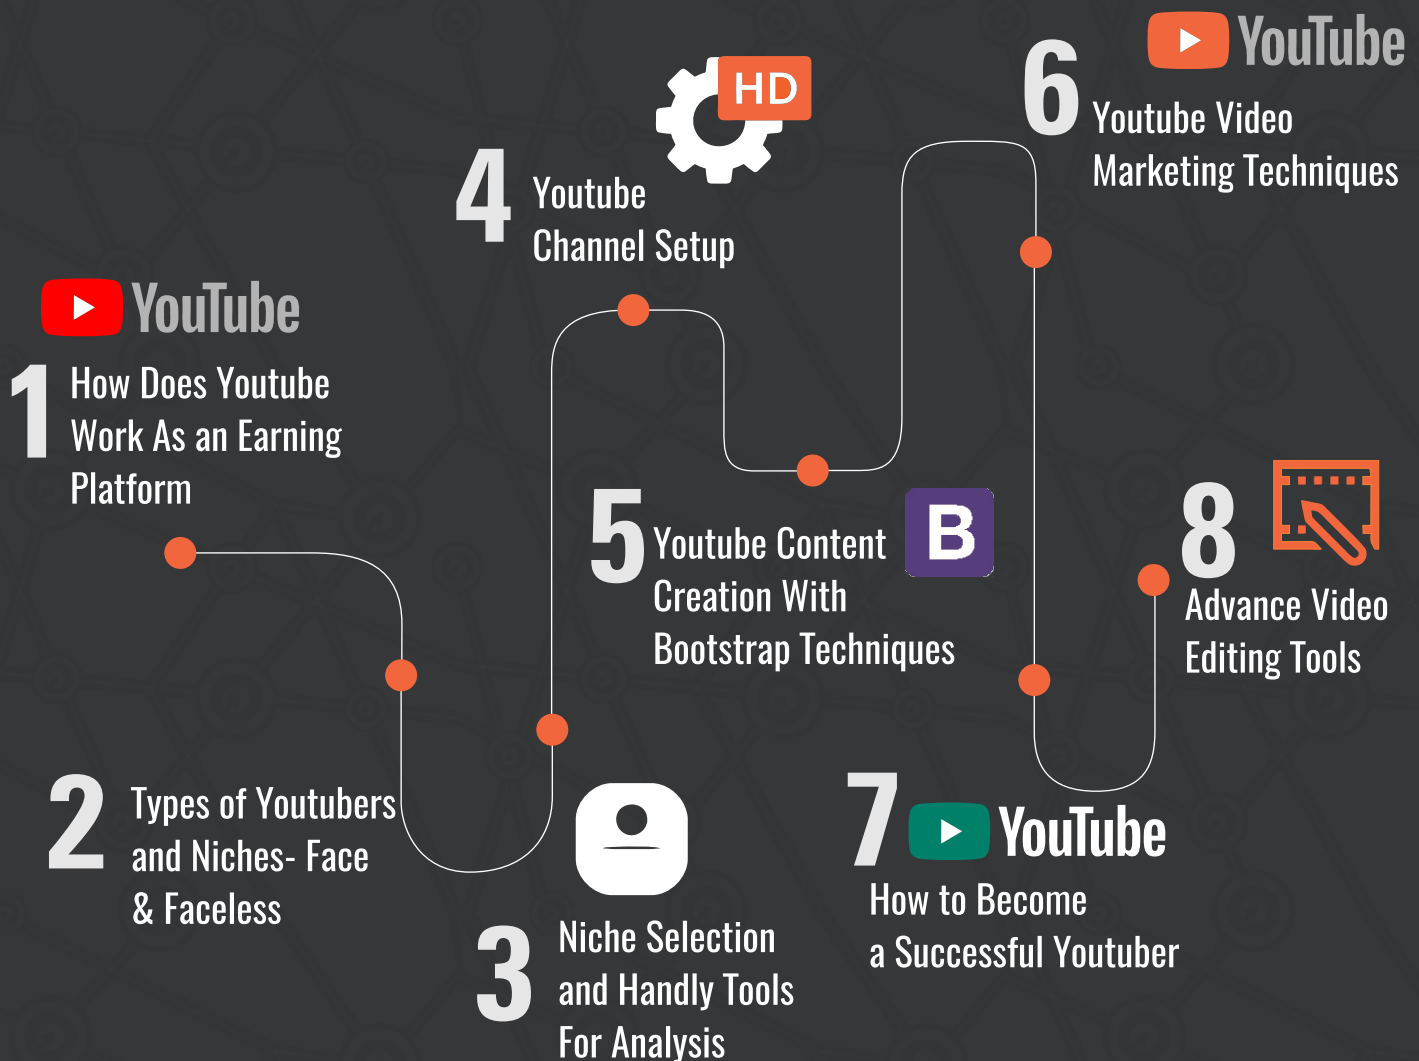 YouTube
1
How Does Youtube
Work As an Earning
Platform
2
Types of Youtubers
and Niches- Face
& Faceless
3
Niche Selection
and Handly Tools
For Analysis
HD
4
Youtube
Channel Setup
5
Youtube Content
Creation With
Bootstrap Techniques
B
YouTube
6
Youtube Video
Marketing Techniques
7
YouTube
How to Become
a Successful Youtuber
8
Advance Video
Editing Tools